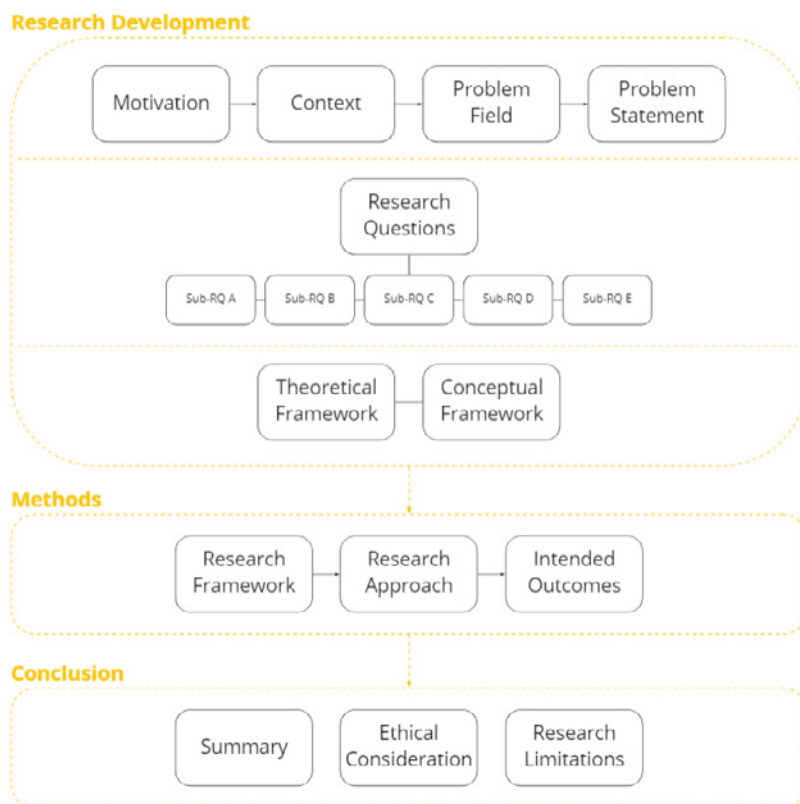 Research Development
Motivation
Context
Problem
Field
Problem
Statement
Research
Questions
Sub-RQ A
Sub-RQ B
Sub-RQ C
Sub-RQ D
Sub-RQ E
Theoretical
Framework
Conceptual
Framework
Methods
Research
Framework
Research
Approach
Intended
Outcomes
Conclusion
Summary
Ethical
Consideration
Research
Limitations